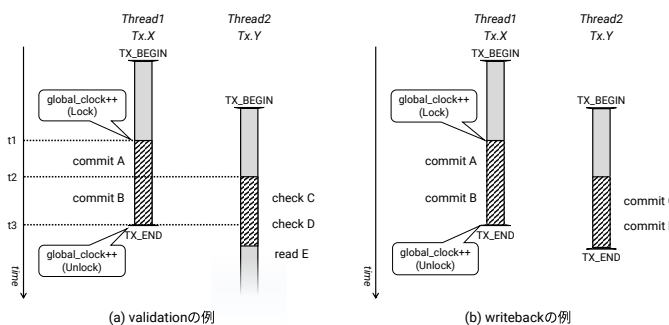 Thread1
Tx.X
TX_BEGIN
Thread2
Tx.Y
TX_BEGIN
global_clock++
(Lock)
t1
commit A
t2
commit B
check C
t3
check D
TX_END
global_clock++
(Unlock)
read E
time
(a) validationの例
Thread1
Tx.X
TX_BEGIN
Thread2
Tx.Y
TX_BEGIN
global_clock++
(Lock)
commit A
commit B
commit
commit
TX_END
global_clock++
(Unlock)
TX_END
time
(b) writebackの例